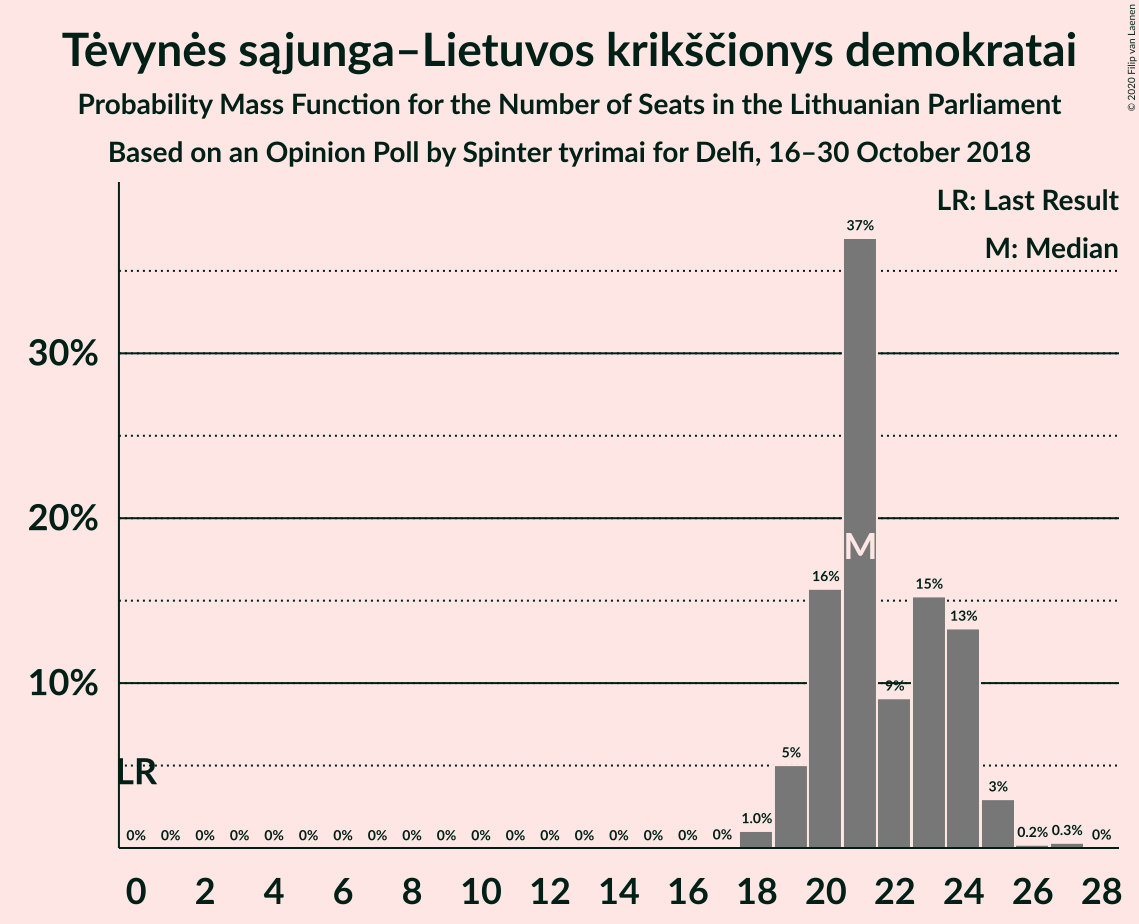 Tėvynės sąjunga–Lietuvos krikščionys demokratai
Probability Mass Function for the Number of Seats in the Lithuanian Parliament
Based on an Opinion Poll by Spinter tyrimai for Delfi, 16–30 October 2018
© 2020 Filip van Laenen
LR: Last Result
M: Median
37%
30%
20%
M
16%
15%
13%
10%
9%
LR
5%
3%
0% 0% 0% 0% 0% 0% 0% 0% 0% 0% 0% 0% 0% 0% 0% 0% 0% 0% 1.0% 0.2% 0.3% 0%
0 2 4 6 8 10 12 14 16 18 20 22 24 26 28